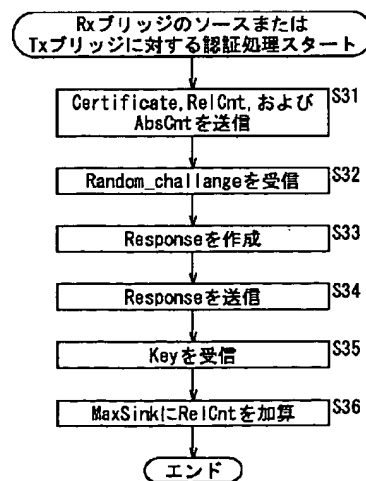 Rxブリッジのソースまたは
Txブリッジに対する認証処理スタート
Certificate,RelCnt,および
AbsCntを送信
S31
Random_challangeを受信
S32
Responseを作成
S33
Responseを送信
S34
Keyを受信
S35
MaxSinkにRelCntを加算
S36
エンド